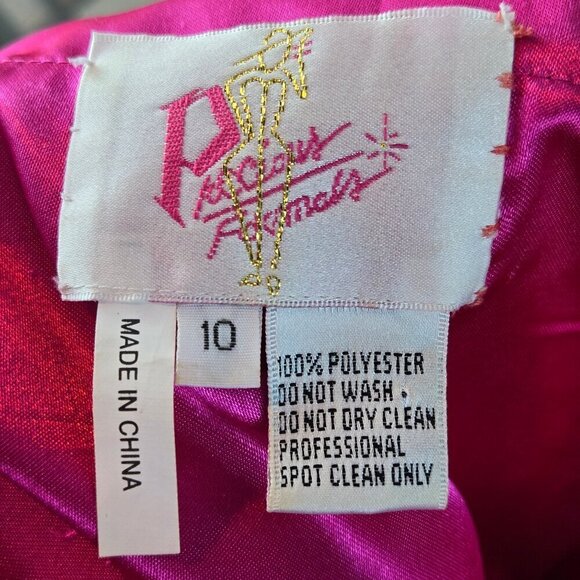 Precious
Formals
MADE IN CHINA
10
100% POLYESTER
DO NOT WASH
DO NOT DRY CLEAN
PROFESSIONAL
SPOT CLEAN ONLY